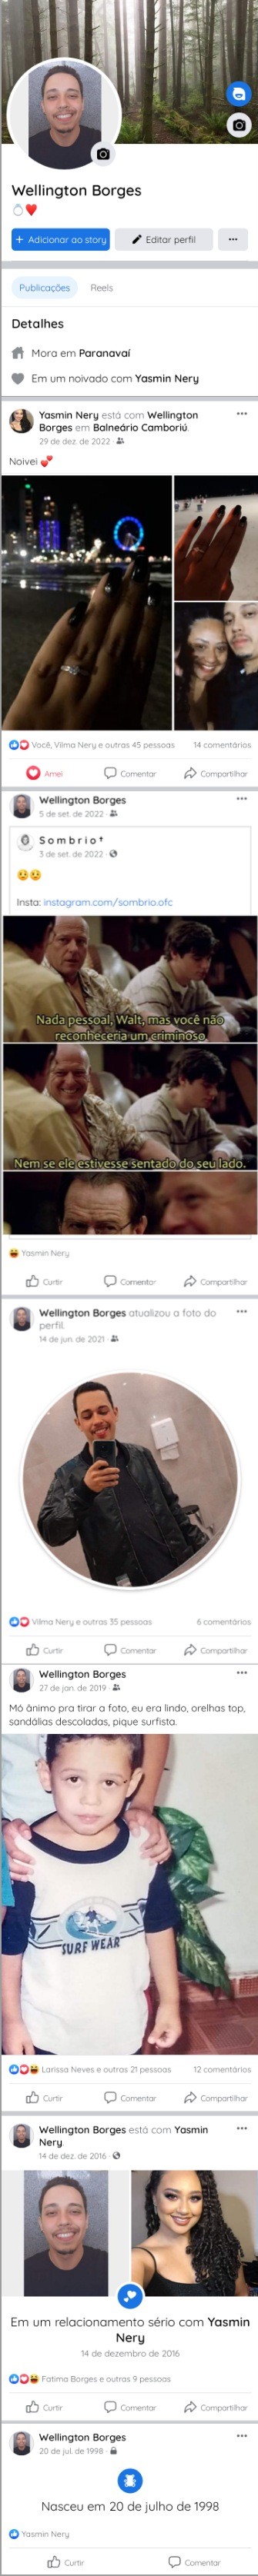 Wellington Borges
+ Adicionar ao story
Editar perfil
Publicações
Reels
Detalhes
Mora em Paranavaí
Em um noivado com Yasmin Nery
Yasmin Nery está com Wellington
Borges em Balneário Camboriú.
29 de dez. de 2022
Noivei
Você, Vilma Nery e outras 45 pessoas
14 comentários
Amei
Comentar
Compartilhar
Wellington Borges
5 de set. de 2022
S o m b r i o †
3 de set. de 2022
Insta: instagram.com/sombrio.ofc
Nada pessoal, Walt, mas você não
reconheceria um criminoso,
Nem se ele estivesse sentado do seu lado.
Yasmin Nery
Curtir
Comentar
Compartilhar
Wellington Borges atualizou a foto do
perfil.
14 de jun. de 2021
Vilma Nery e outras 35 pessoas
6 comentários
Curtir
Comentar
Compartilhar
Wellington Borges
27 de jan. de 2019
Mó ânimo pra tirar a foto, eu era lindo, orelhas top,
sandálias descoladas, pique surfista.
SURF WEAR
Larissa Neves e outras 21 pessoas
12 comentários
Curtir
Comentar
Compartilhar
Wellington Borges está com Yasmin
Nery.
14 de dez. de 2016
Em um relacionamento sério com Yasmin
Nery
14 de dezembro de 2016
Fatima Borges e outras 9 pessoas
Curtir
Comentar
Compartilhar
Wellington Borges
20 de jul. de 1998
Nasceu em 20 de julho de 1998
Yasmin Nery
Curtir
Comentar